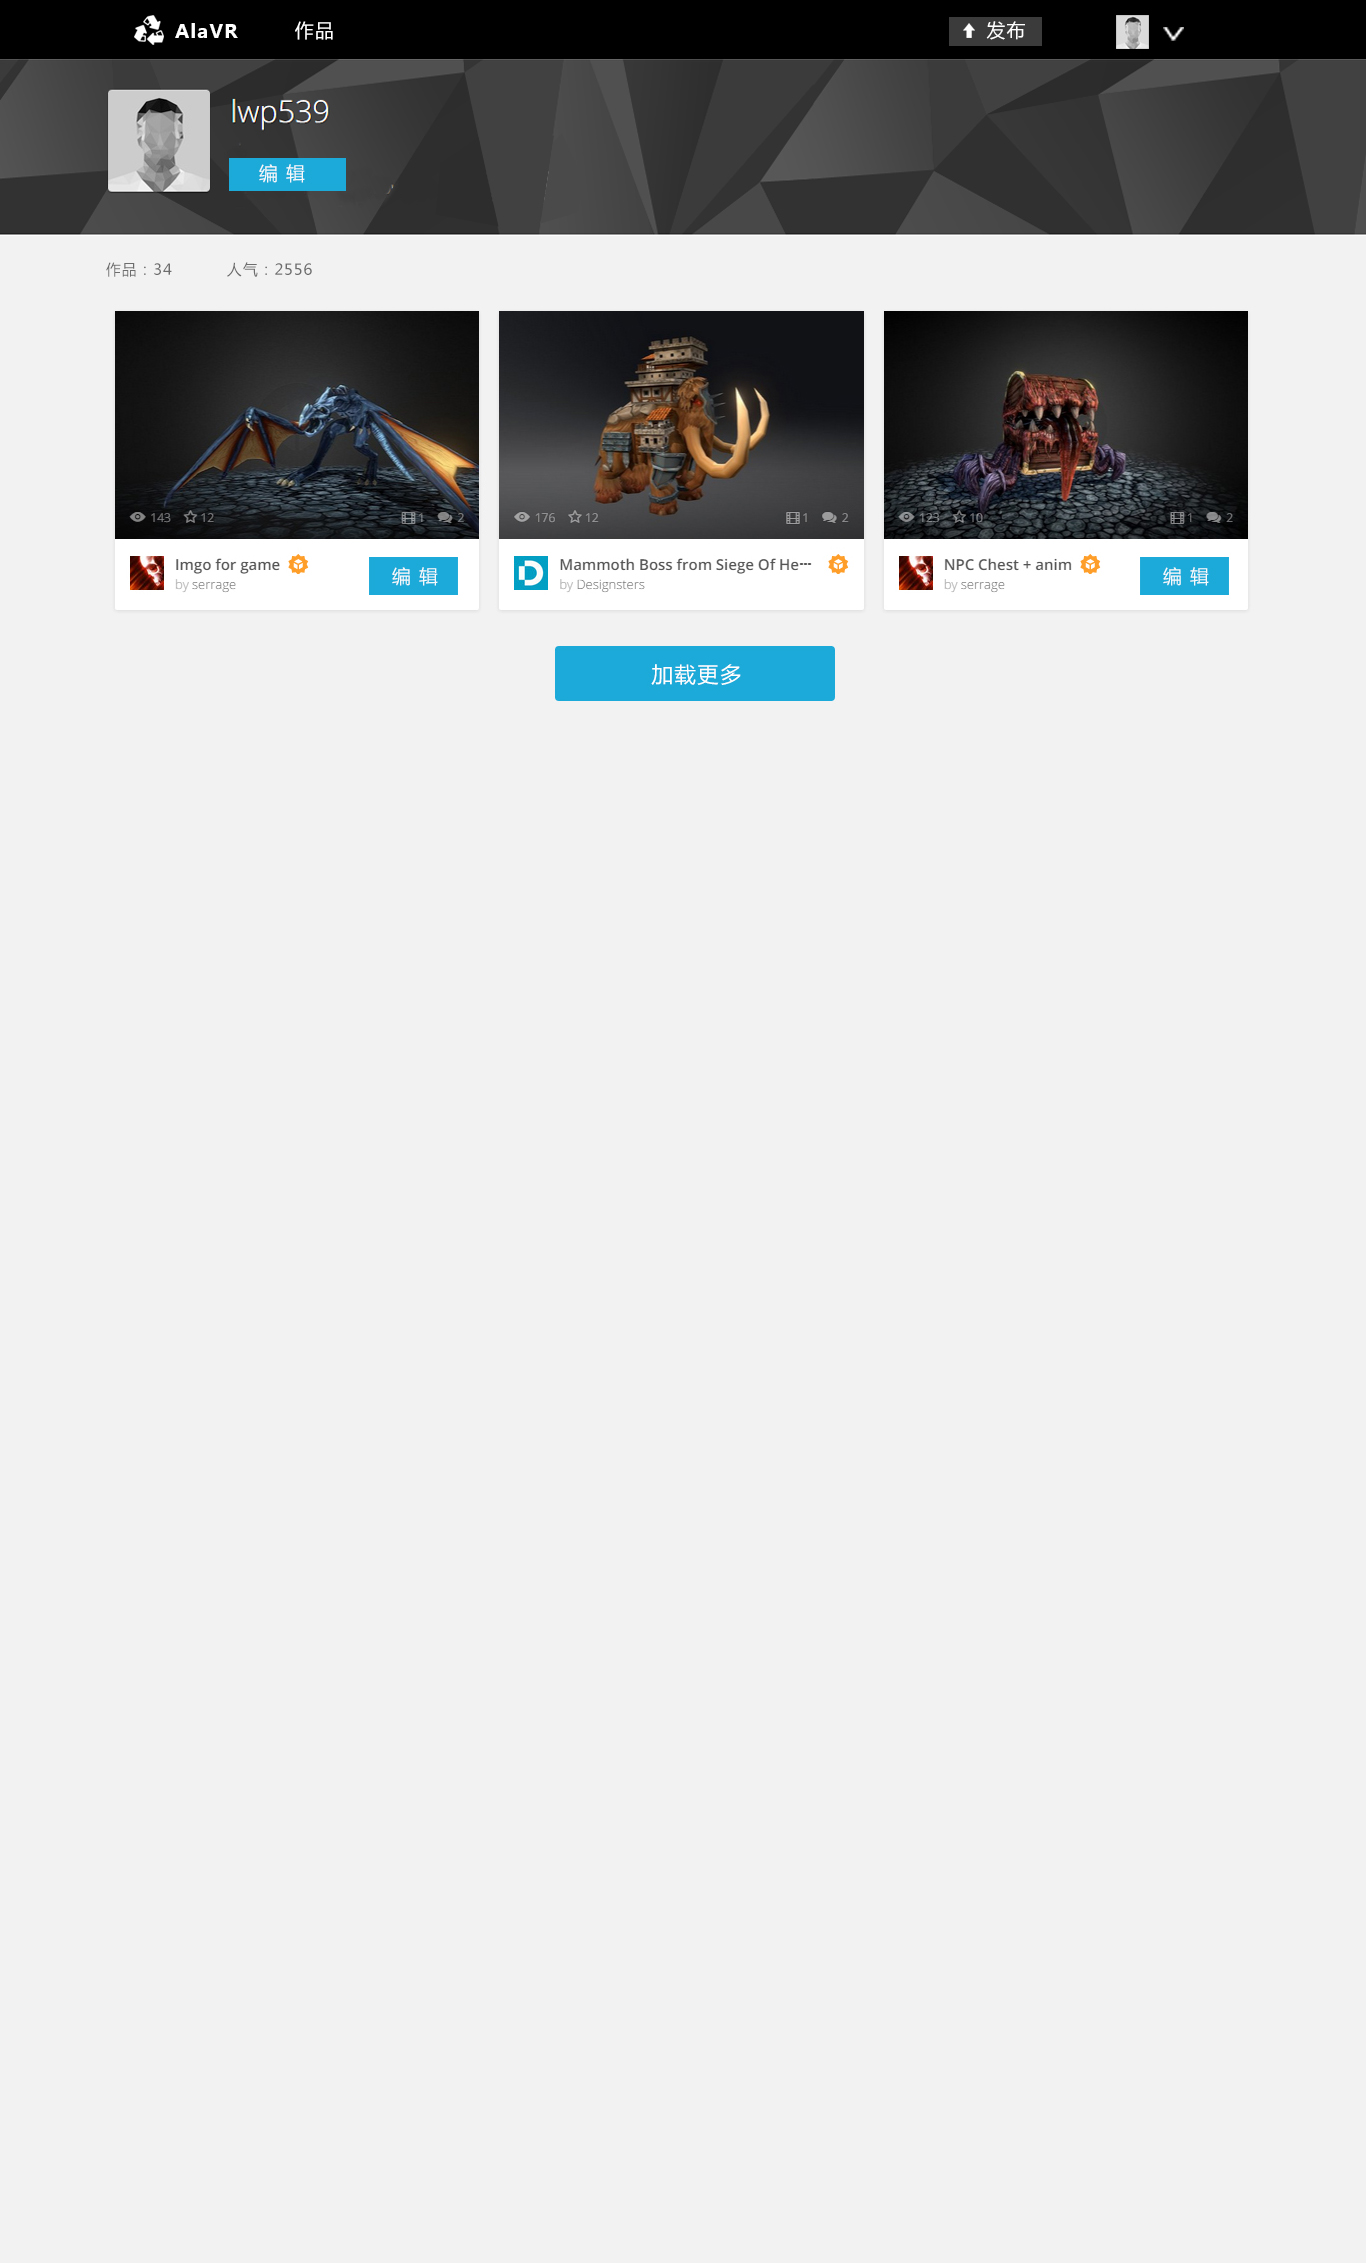 AlaVR 作品 发布
lwp539
编 辑
作品 : 34 人气 : 2556
143 12 1 2
176 12 1 2
123 10 1 2
Imgo for game
by serrage
编 辑
Mammoth Boss from Siege Of He···
by Designsters
NPC Chest + anim
by serrage
编 辑
加载更多